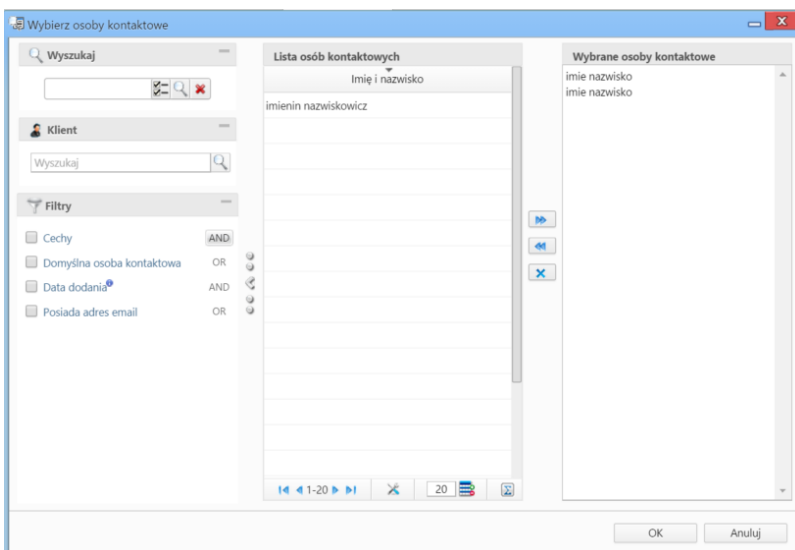 Wybierz osoby kontaktowe
Wyszukaj
Klient
Wyszukaj
Filtry
Cechy AND
Domyślna osoba kontaktowa OR
Data dodania AND
Posiada adres email OR
Lista osób kontaktowych
Imię i nazwisko
imienin nazwiskowicz
1-20
20
Wybrane osoby kontaktowe
imie nazwisko
imie nazwisko
OK Anuluj